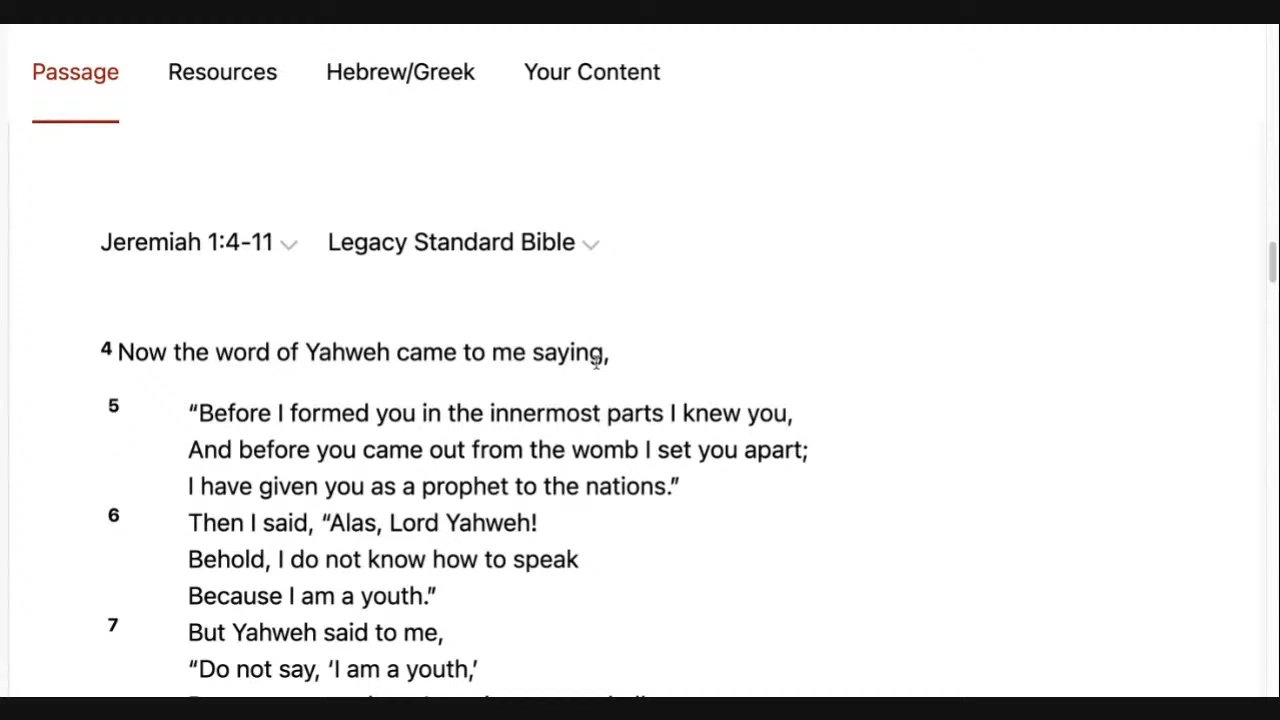 Passage Resources Hebrew/Greek Your Content
Jeremiah 1:4-11 Legacy Standard Bible
4 Now the word of Yahweh came to me saying,
5 “Before I formed you in the innermost parts I knew you,
And before you came out from the womb I set you apart;
I have given you as a prophet to the nations.”
6 Then I said, “Alas, Lord Yahweh!
Behold, I do not know how to speak
Because I am a youth.”
7 But Yahweh said to me,
“Do not say, ‘I am a youth,’